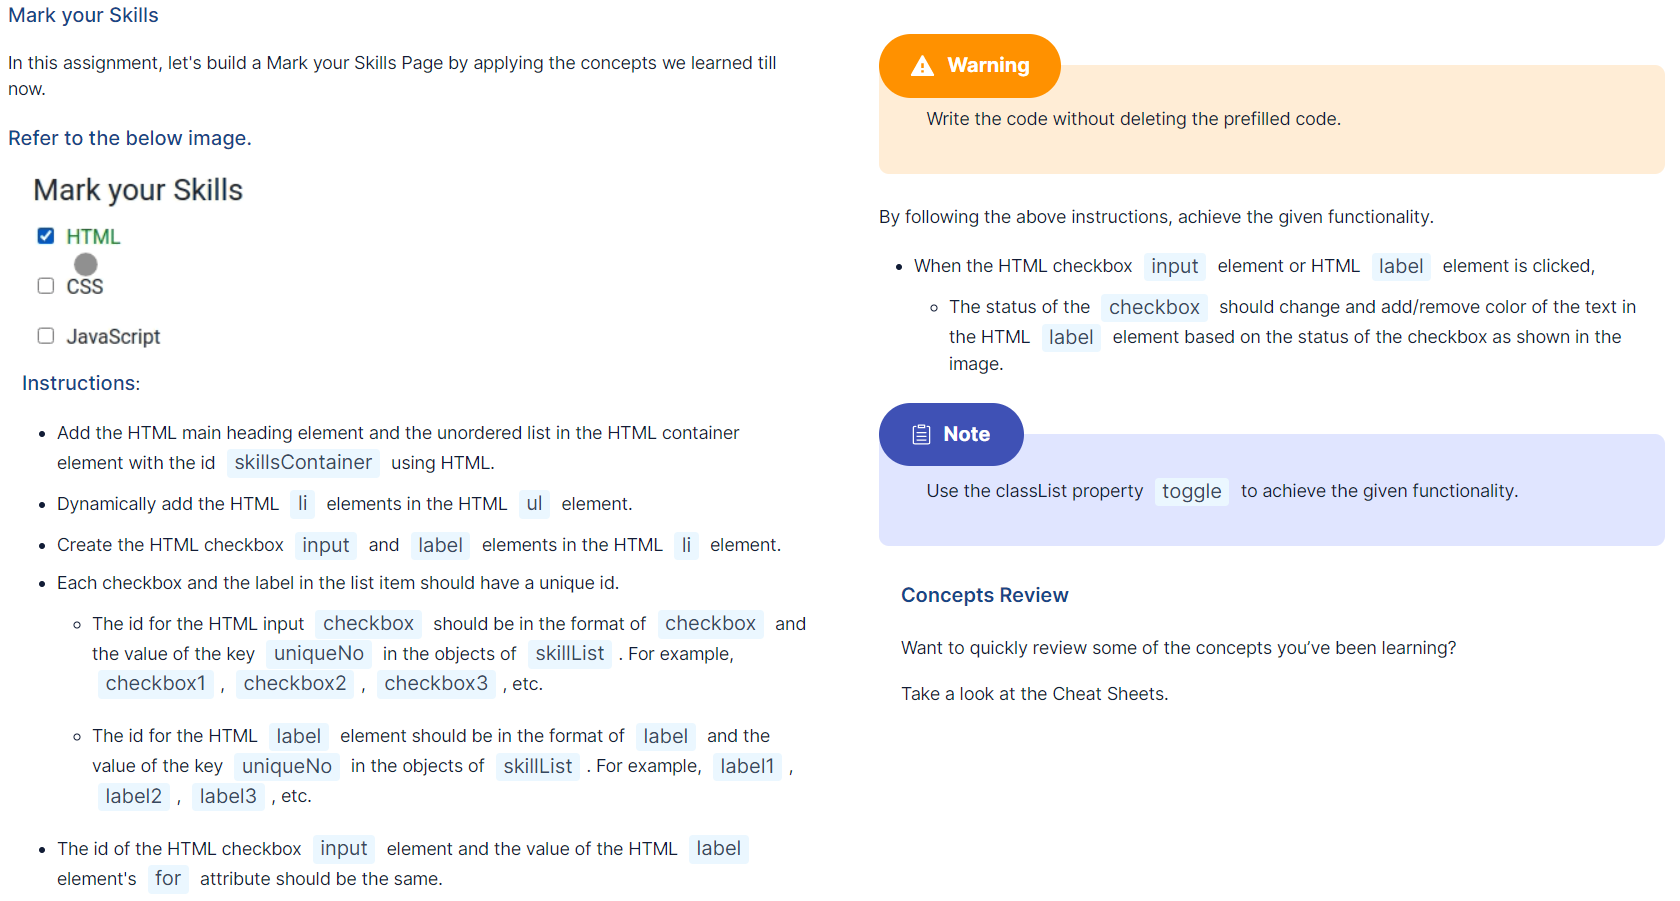 Mark your Skills
In this assignment, let's build a Mark your Skills Page by applying the concepts we learned till
now.
Refer to the below image.
Mark your Skills
HTML
CSS
JavaScript
Instructions:
Add the HTML main heading element and the unordered list in the HTML container
element with the id skillsContainer using HTML.
Dynamically add the HTML li elements in the HTML ul element.
Create the HTML checkbox input and label elements in the HTML li element.
Each checkbox and the label in the list item should have a unique id.
The id for the HTML input checkbox should be in the format of checkbox and
the value of the key uniqueNo in the objects of skillList . For example,
checkbox1 , checkbox2 , checkbox3 , etc.
The id for the HTML label element should be in the format of label and the
value of the key uniqueNo in the objects of skillList . For example, label1 ,
label2 , label3 , etc.
The id of the HTML checkbox input element and the value of the HTML label
element's for attribute should be the same.
Warning
Write the code without deleting the prefilled code.
By following the above instructions, achieve the given functionality.
When the HTML checkbox input element or HTML label element is clicked,
The status of the checkbox should change and add/remove color of the text in
the HTML label element based on the status of the checkbox as shown in the
image.
Note
Use the classList property toggle to achieve the given functionality.
Concepts Review
Want to quickly review some of the concepts you’ve been learning?
Take a look at the Cheat Sheets.